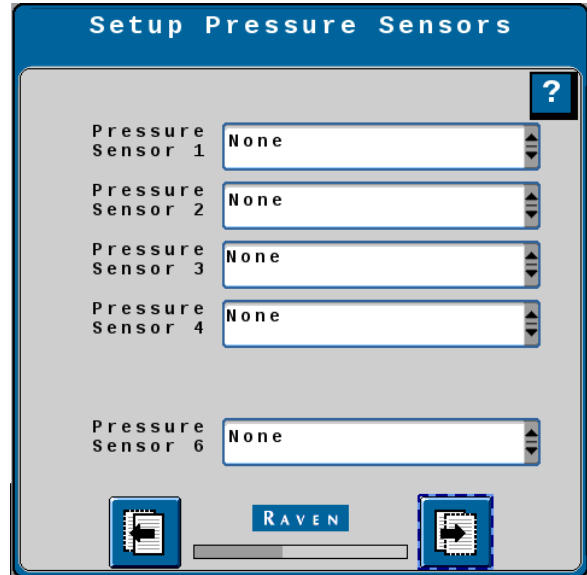 Setup Pressure Sensors
?
Pressure
Sensor 1
None
Pressure
Sensor 2
None
Pressure
Sensor 3
None
Pressure
Sensor 4
None
Pressure
Sensor 6
None
RAVEN